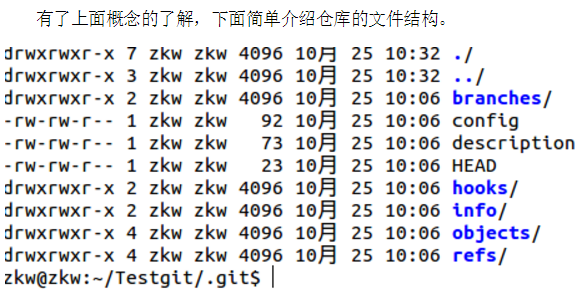 有了上面概念的了解，下面简单介绍仓库的文件结构。
drwxrwxr-x 7 zkw zkw 4096 10月 25 10:32 ./
drwxrwxr-x 3 zkw zkw 4096 10月 25 10:32 ../
drwxrwxr-x 2 zkw zkw 4096 10月 25 10:06 branches/
-rw-rw-r-- 1 zkw zkw   92 10月 25 10:06 config
-rw-rw-r-- 1 zkw zkw   73 10月 25 10:06 description
-rw-rw-r-- 1 zkw zkw   23 10月 25 10:06 HEAD
drwxrwxr-x 2 zkw zkw 4096 10月 25 10:06 hooks/
drwxrwxr-x 2 zkw zkw 4096 10月 25 10:06 info/
drwxrwxr-x 4 zkw zkw 4096 10月 25 10:06 objects/
drwxrwxr-x 4 zkw zkw 4096 10月 25 10:06 refs/
zkw@zkw:~/Testgit/.git$